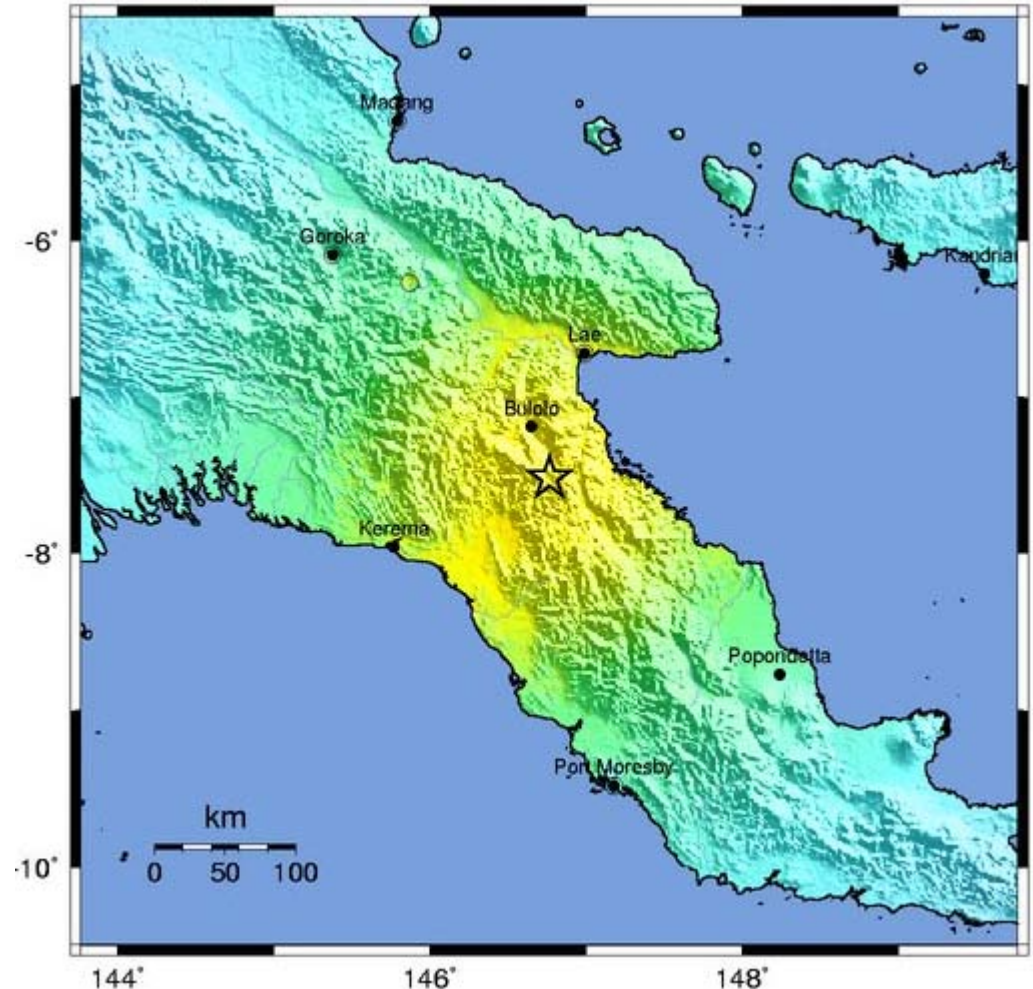 Madang
-6°
Goroka
Kandrian
Lae
Bulolo
-8°
Kerema
Popondetta
Port Moresby
km
0 50 100
-10°
144° 146° 148°